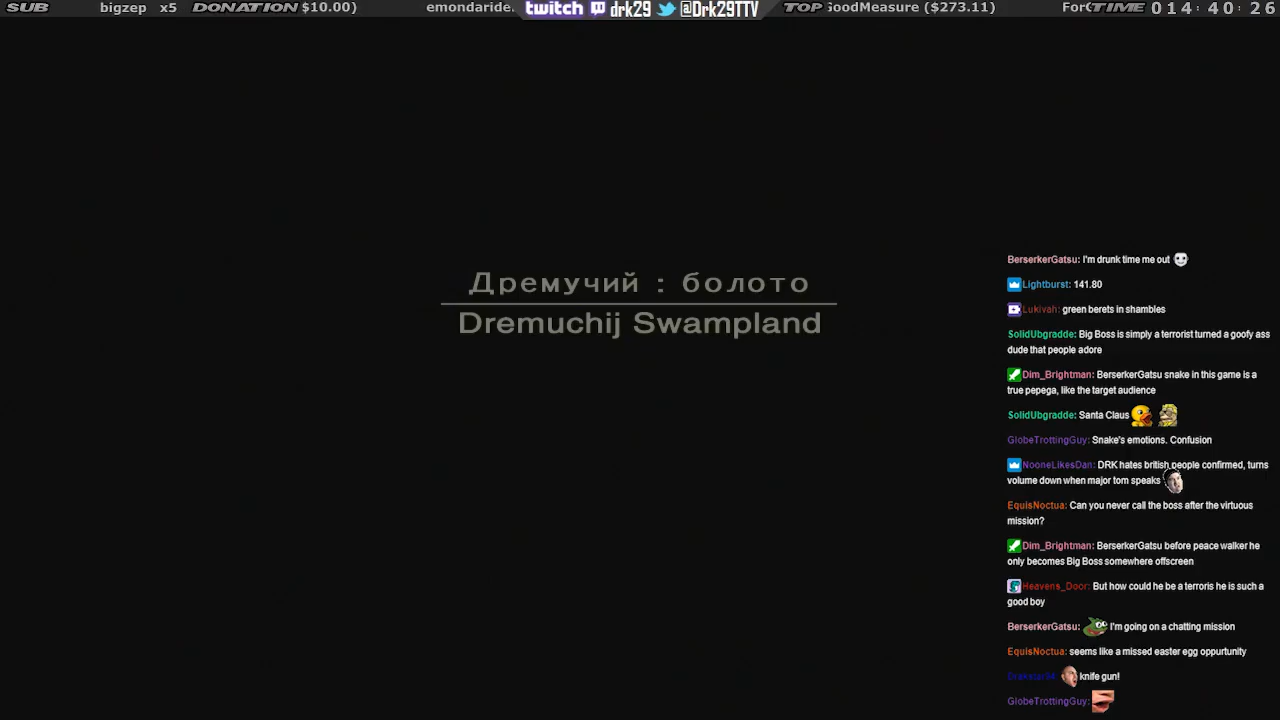 SUB bigzep x5 DONATION $10.00) emondaride. twitch drk29 @Drk29TTV TOP GoodMeasure ($273.11) For TIME 014:40:26
Дремучий : болото
Dremuchij Swampland
BerserkerGatsu: I'm drunk time me out
Lightburst: 141.80
Lukivah: green berets in shambles
SolidUbgradde: Big Boss is simply a terrorist turned a goofy ass
dude that people adore
Dim_Brightman: BerserkerGatsu snake in this game is a
true pepega, like the target audience
SolidUbgradde: Santa Claus
GlobeTrottingGuy: Snake's emotions. Confusion
NooneLikesDan: DRK hates british people confirmed, turns
volume down when major tom speaks
EquisNoctua: Can you never call the boss after the virtuous
mission?
Dim_Brightman: BerserkerGatsu before peace walker he
only becomes Big Boss somewhere offscreen
Heavens_Door: But how could he be a terroris he is such a
good boy
BerserkerGatsu: I'm going on a chatting mission
EquisNoctua: seems like a missed easter egg oppurtunity
knife gun!
GlobeTrottingGuy: